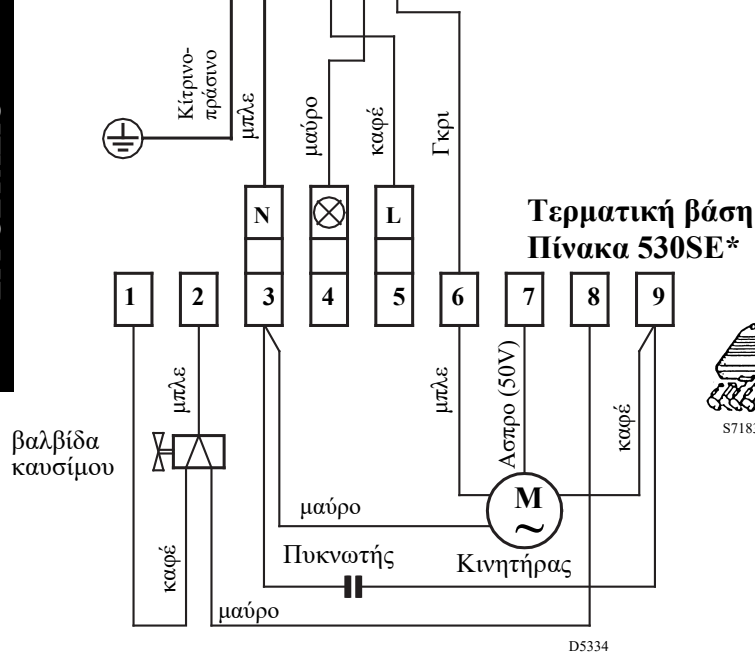 Κίτρινο-
πράσινο
μπλε
μαύρο
καφέ
Γκρι
N
L
Τερματική βάση
Πίνακα 530SE*
1
2
3
4
5
6
7
8
9
μπλε
μπλε
Ασπρο (50V)
καφέ
βαλβίδα
καυσίμου
S7182
M
~
μαύρο
Πυκνωτής
Κινητήρας
καφέ
μαύρο
D5334